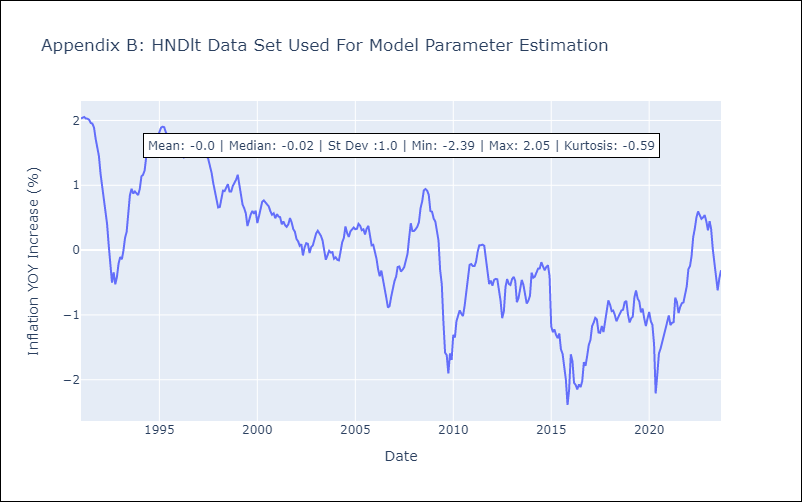 Appendix B: HNDlt Data Set Used For Model Parameter Estimation
Mean: -0.0 | Median: -0.02 | St Dev :1.0 | Min: -2.39 | Max: 2.05 | Kurtosis: -0.59
Inflation YOY Increase (%)
2
1
0
−1
−2
1995
2000
2005
2010
2015
2020
Date